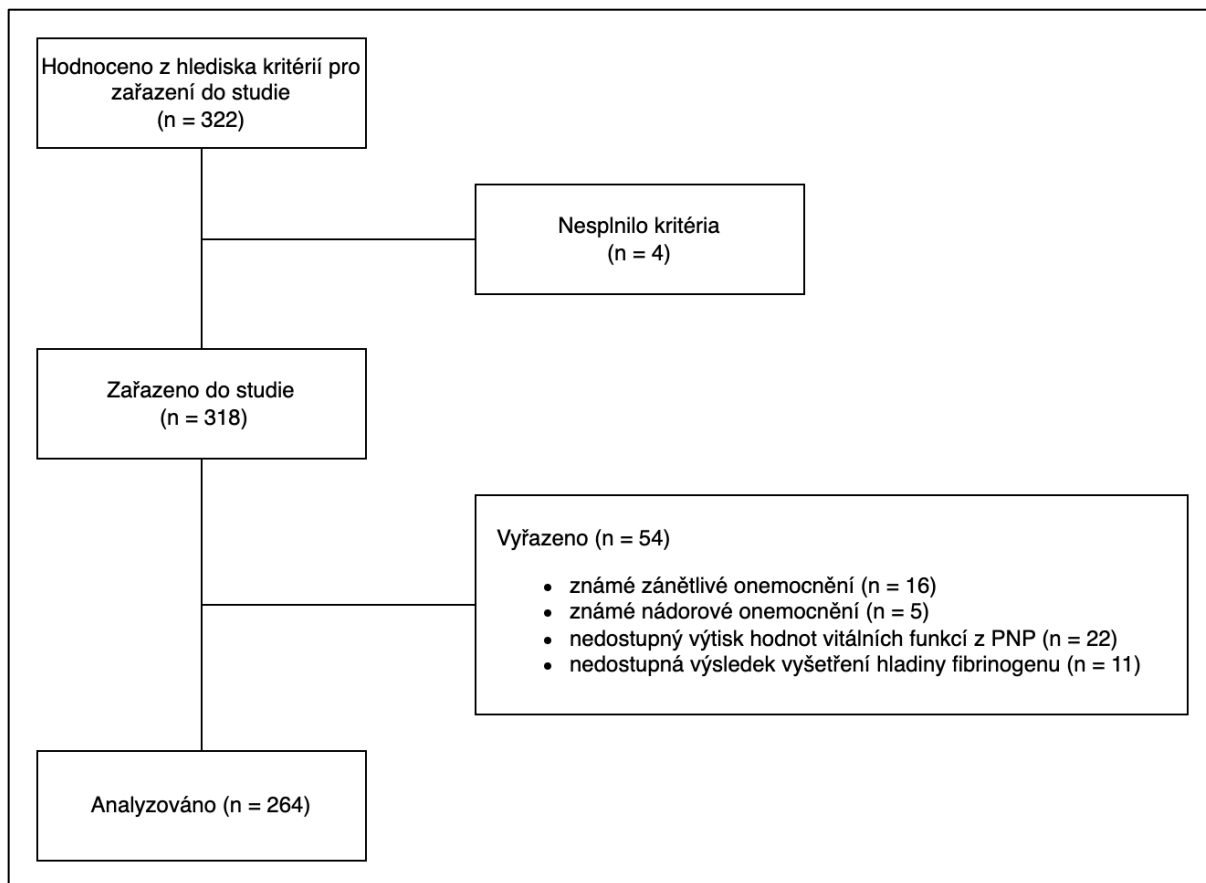 Hodnoceno z hlediska kritérií pro
zařazení do studie
(n = 322)
Nesplnilo kritéria
(n = 4)
Zařazeno do studie
(n = 318)
Vyřazeno (n = 54)
• známé zánětlivé onemocnění (n = 16)
• známé nádorové onemocnění (n = 5)
• nedostupný výtisk hodnot vitálních funkcí z PNP (n = 22)
• nedostupná výsledek vyšetření hladiny fibrinogenu (n = 11)
Analyzováno (n = 264)